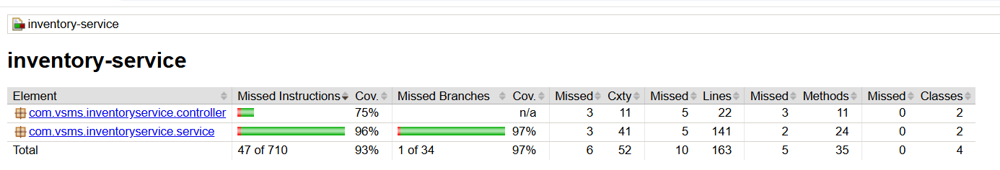 inventory-service
inventory-service
Element Missed Instructions Cov. Missed Branches Cov. Missed Cxty Missed Lines Missed Methods Missed Classes
com.vsms.inventoryservice.controller 75% n/a 3 11 5 22 3 11 0 2
com.vsms.inventoryservice.service 96% 97% 3 41 5 141 2 24 0 2
Total 47 of 710 93% 1 of 34 97% 6 52 10 163 5 35 0 4